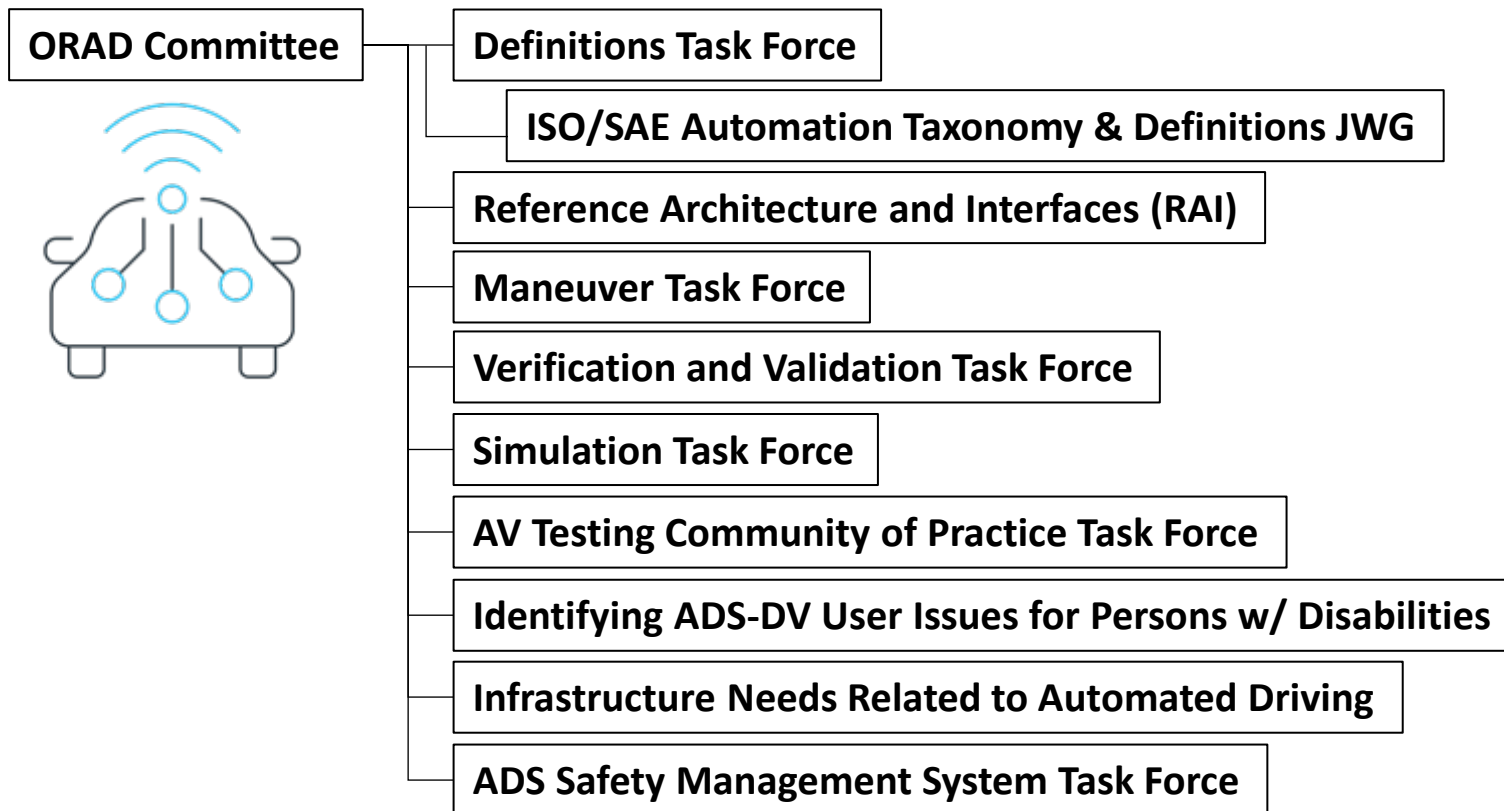 ORAD Committee
Definitions Task Force
ISO/SAE Automation Taxonomy & Definitions JWG
Reference Architecture and Interfaces (RAI)
Maneuver Task Force
Verification and Validation Task Force
Simulation Task Force
AV Testing Community of Practice Task Force
Identifying ADS-DV User Issues for Persons w/ Disabilities
Infrastructure Needs Related to Automated Driving
ADS Safety Management System Task Force